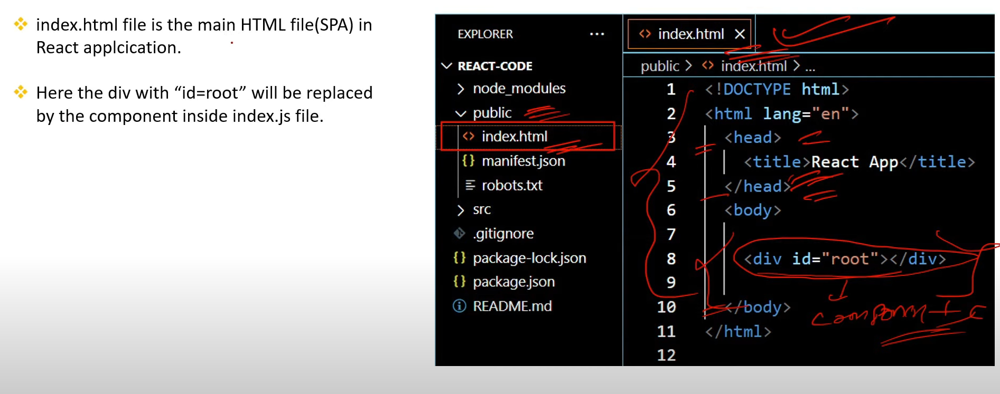 index.html file is the main HTML file(SPA) in
React applcication.
Here the div with “id=root” will be replaced
by the component inside index.js file.
EXPLORER ...
REACT-CODE
node_modules
public
index.html
manifest.json
robots.txt
src
.gitignore
package-lock.json
package.json
README.md
index.html
public > index.html > ...
1 <!DOCTYPE html>
2 <html lang="en">
3 <head>
4 <title>React App</title>
5 </head>
6 <body>
7
8 <div id="root"></div>
9
10 </body>
11 </html>
12